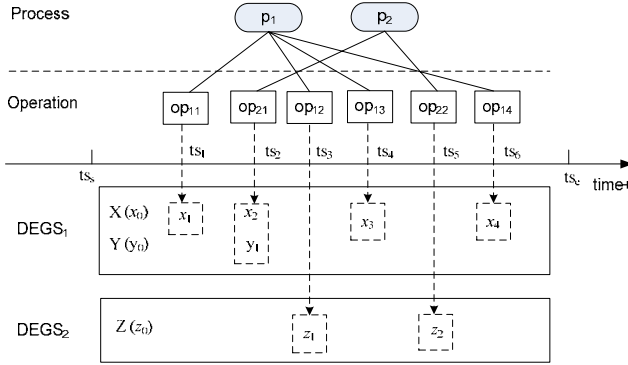 Process p₁ p₂
Operation op₁₁ op₂₁ op₁₂ op₁₃ op₂₂ op₁₄
ts₁ ts₂ ts₃ ts₄ ts₅ ts₆
tsₛ tsₑ time
DEGS₁
X (x₀) x₁ x₂ x₃ x₄
Y (y₀) y₁
DEGS₂ Z (z₀) z₁ z₂